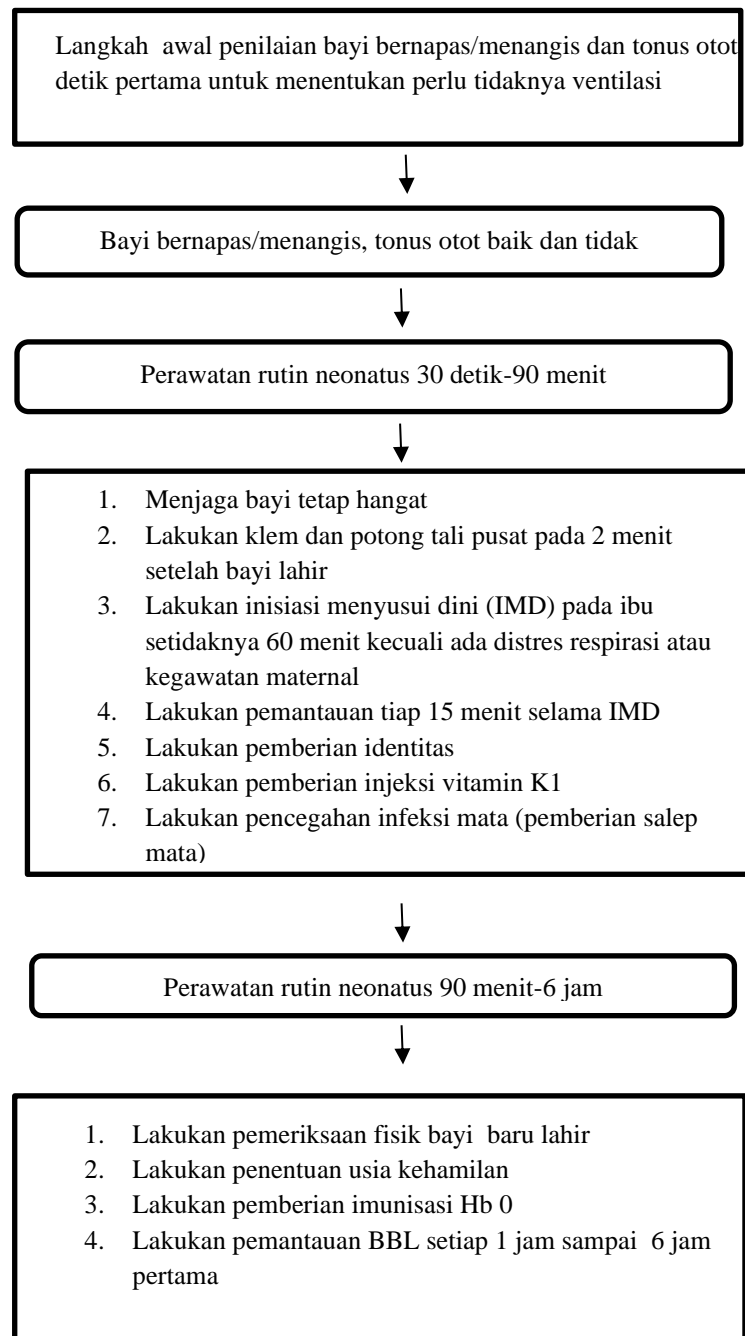 Langkah awal penilaian bayi bernapas/menangis dan tonus otot
detik pertama untuk menentukan perlu tidaknya ventilasi
Bayi bernapas/menangis, tonus otot baik dan tidak
Perawatan rutin neonatus 30 detik-90 menit
1. Menjaga bayi tetap hangat
2. Lakukan klem dan potong tali pusat pada 2 menit
setelah bayi lahir
3. Lakukan inisiasi menyusui dini (IMD) pada ibu
setidaknya 60 menit kecuali ada distres respirasi atau
kegawatan maternal
4. Lakukan pemantauan tiap 15 menit selama IMD
5. Lakukan pemberian identitas
6. Lakukan pemberian injeksi vitamin K1
7. Lakukan pencegahan infeksi mata (pemberian salep
mata)
Perawatan rutin neonatus 90 menit-6 jam
1. Lakukan pemeriksaan fisik bayi baru lahir
2. Lakukan penentuan usia kehamilan
3. Lakukan pemberian imunisasi Hb 0
4. Lakukan pemantauan BBL setiap 1 jam sampai 6 jam
pertama